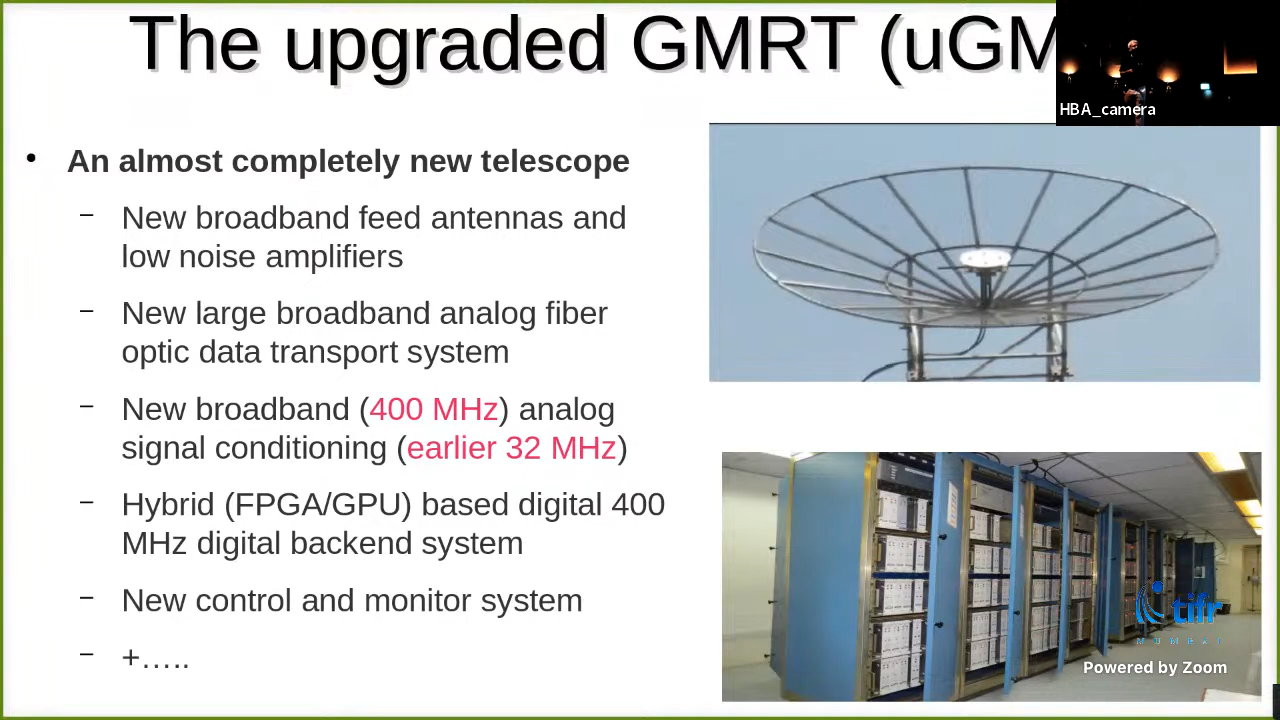 The upgraded GMRT (uGM
HBA_camera
• An almost completely new telescope
– New broadband feed antennas and
low noise amplifiers
– New large broadband analog fiber
optic data transport system
– New broadband (400 MHz) analog
signal conditioning (earlier 32 MHz)
– Hybrid (FPGA/GPU) based digital 400
MHz digital backend system
– New control and monitor system
– +…..
tifr
MUMBAI
Powered by Zoom